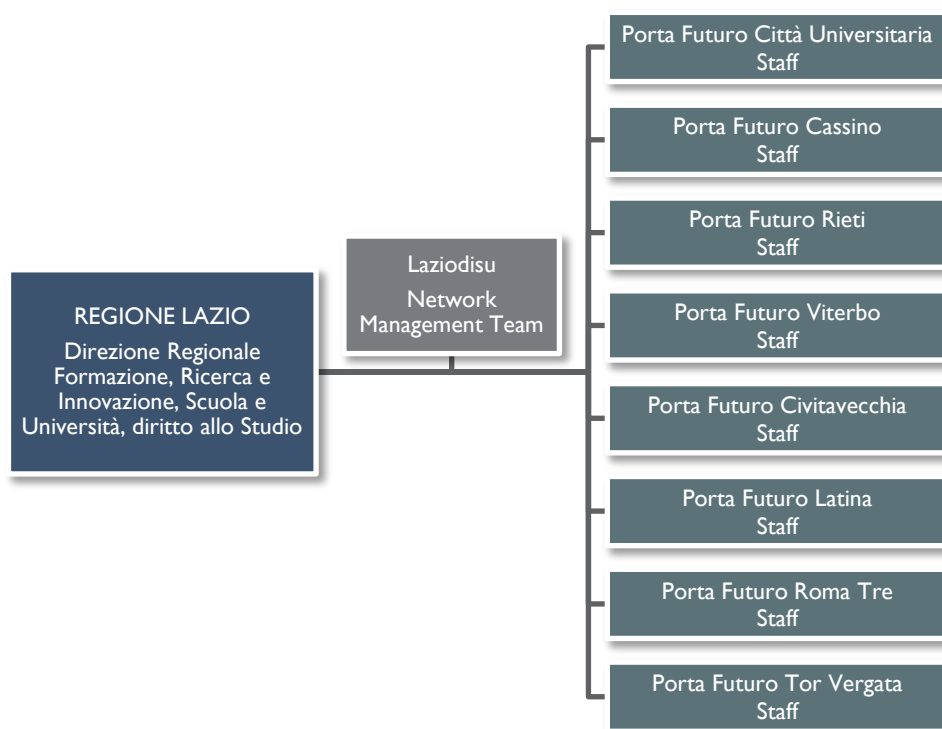 REGIONE LAZIO
Direzione Regionale
Formazione, Ricerca e
Innovazione, Scuola e
Università, diritto allo Studio
Laziodisu
Network
Management Team
Porta Futuro Città Universitaria
Staff
Porta Futuro Cassino
Staff
Porta Futuro Rieti
Staff
Porta Futuro Viterbo
Staff
Porta Futuro Civitavecchia
Staff
Porta Futuro Latina
Staff
Porta Futuro Roma Tre
Staff
Porta Futuro Tor Vergata
Staff